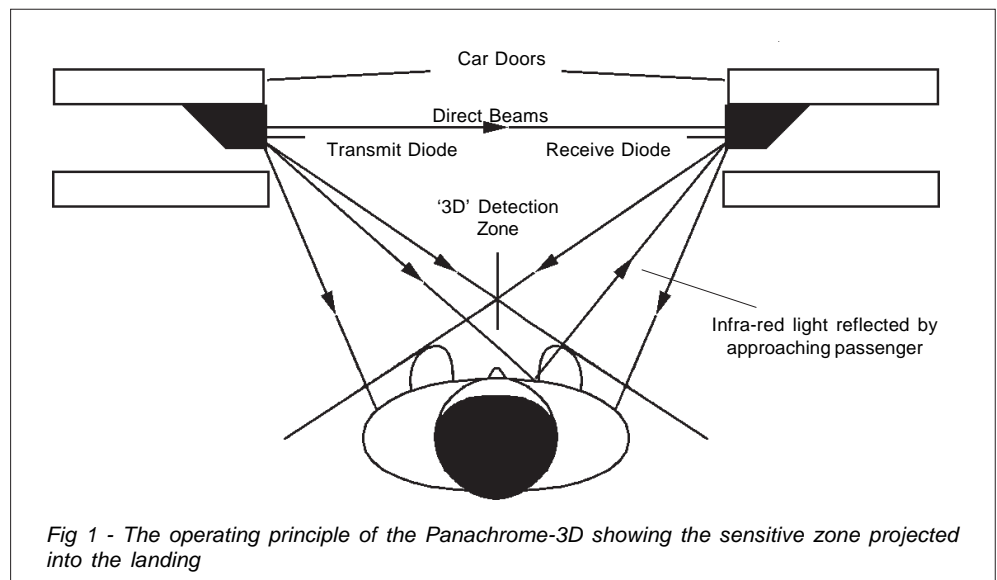 Car Doors
Direct Beams
Transmit Diode
Receive Diode
‘3D’ Detection
Zone
Infra-red light reflected by
approaching passenger
Fig 1 - The operating principle of the Panachrome-3D showing the sensitive zone projected
into the landing